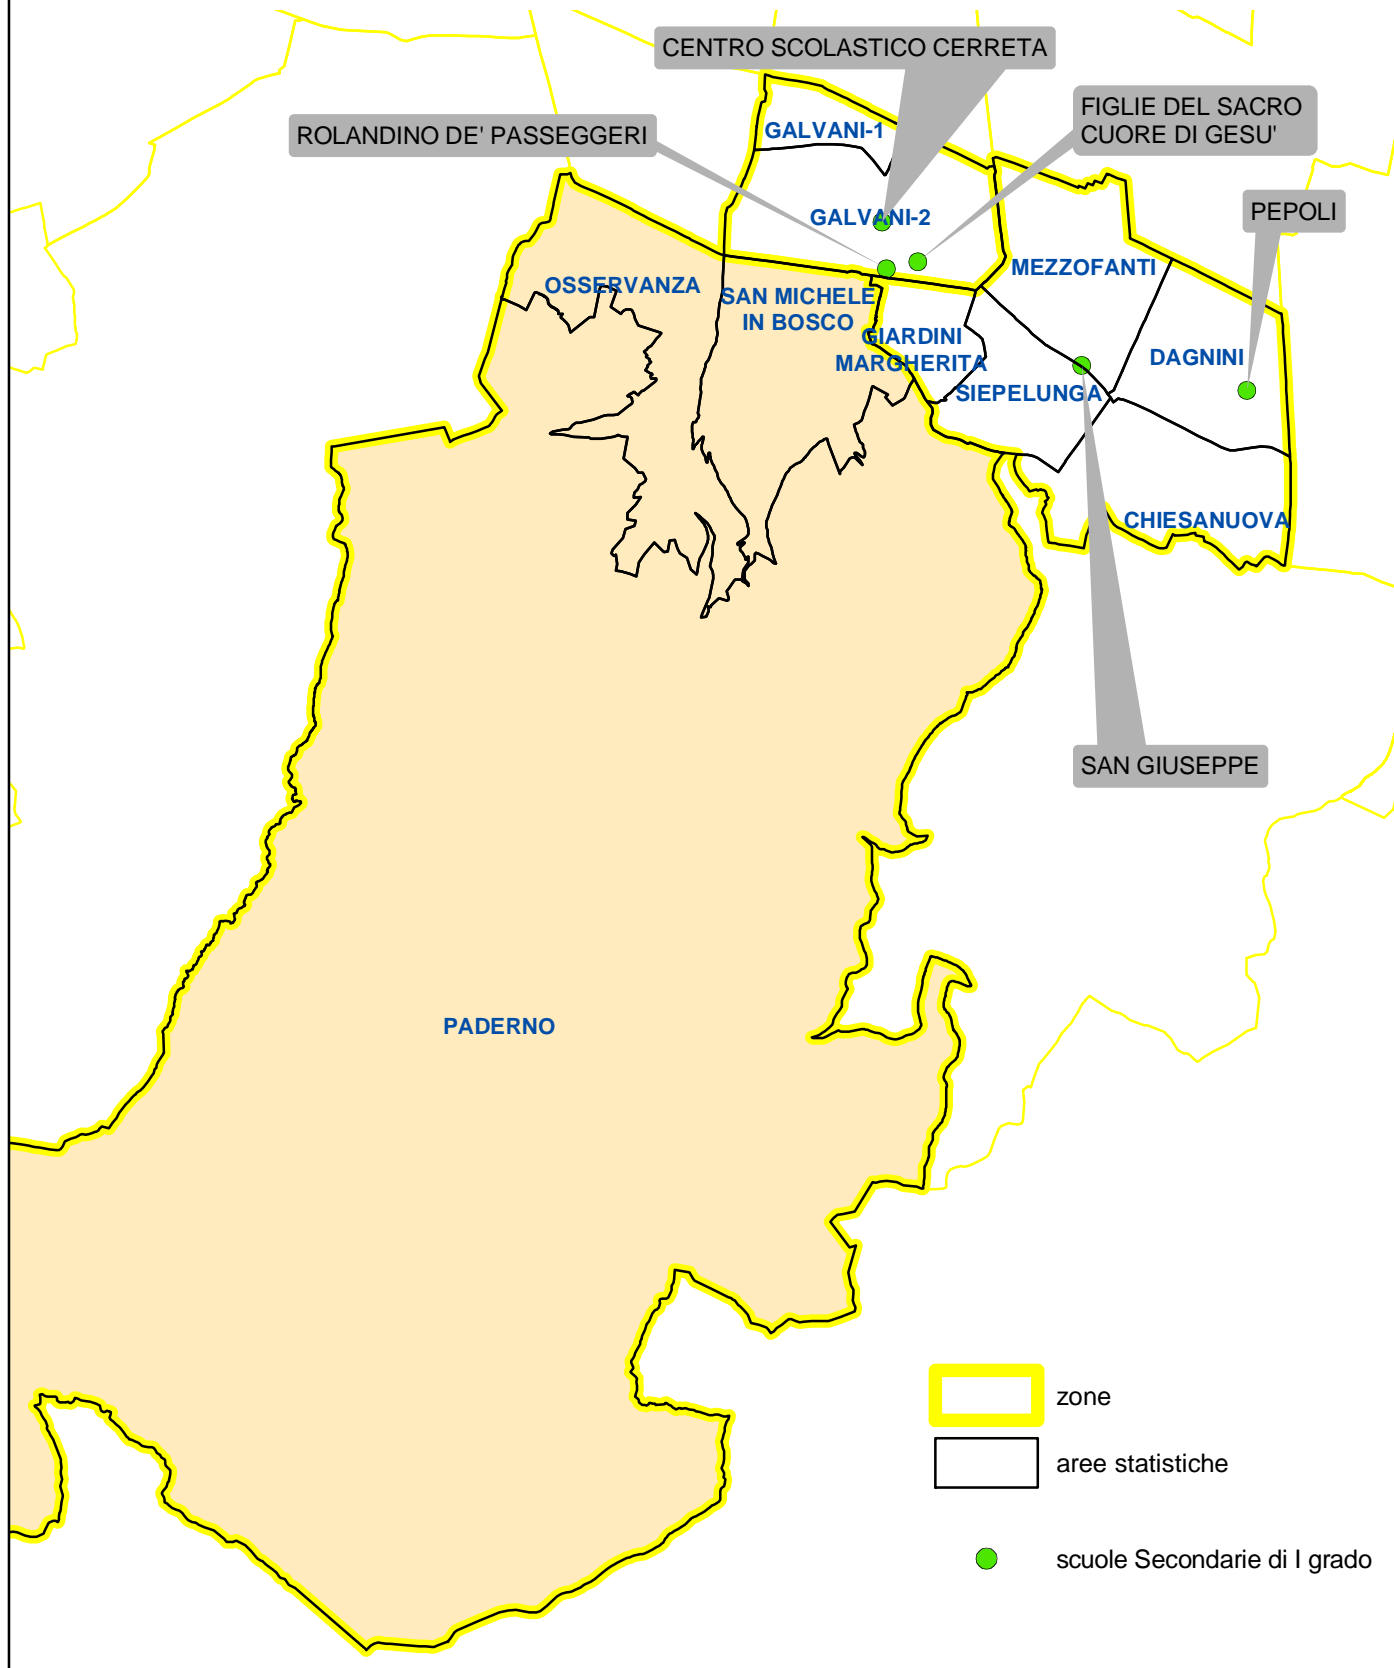 CENTRO SCOLASTICO CERRETA
FIGLIE DEL SACRO
CUORE DI GESU'
ROLANDINO DE' PASSEGGERI
GALVANI-1
PEPOLI
GALVANI-2
MEZZOFANTI
OSSERVANZA
SAN MICHELE
IN BOSCO
GIARDINI
MARGHERITA
DAGNINI
SIEPELUNGA
CHIESANUOVA
SAN GIUSEPPE
PADERNO
zone
aree statistiche
scuole Secondarie di I grado